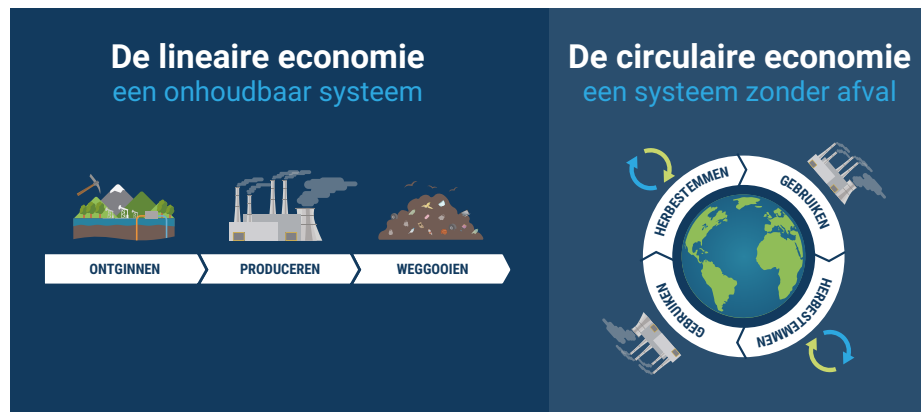 De lineaire economie
een onhoudbaar systeem
ONTGINNEN
PRODUCEREN
WEGGOOIEN
De circulaire economie
een systeem zonder afval
HERBESTEMMEN
GEBRUIKEN
HERBESTEMMEN
GEBRUIKEN